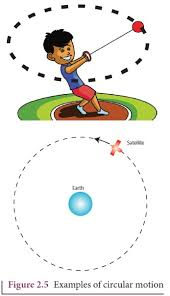 Satellite
Earth
Figure 2.5 Examples of circular motion